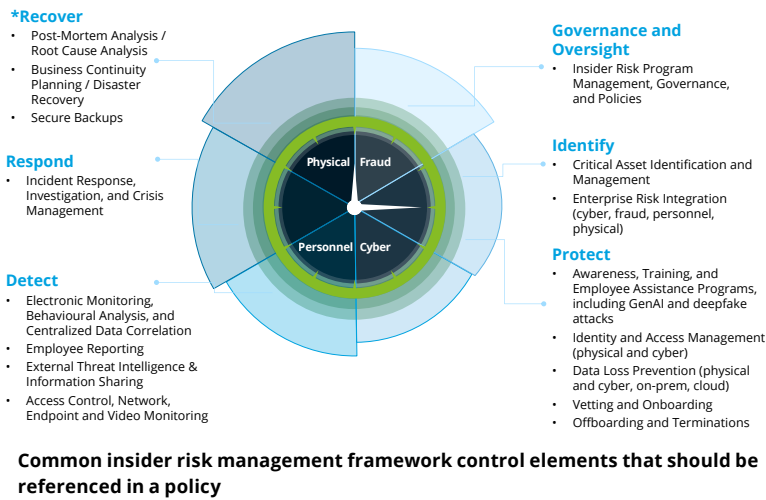 *Recover
• Post-Mortem Analysis /
Root Cause Analysis
• Business Continuity
Planning / Disaster
Recovery
• Secure Backups
Respond
• Incident Response,
Investigation, and Crisis
Management
Detect
• Electronic Monitoring,
Behavioural Analysis, and
Centralized Data Correlation
• Employee Reporting
• External Threat Intelligence &
Information Sharing
• Access Control, Network,
Endpoint and Video Monitoring
Physical Fraud
Personnel Cyber
Governance and
Oversight
• Insider Risk Program
Management, Governance,
and Policies
Identify
• Critical Asset Identification and
Management
• Enterprise Risk Integration
(cyber, fraud, personnel,
physical)
Protect
• Awareness, Training, and
Employee Assistance Programs,
including GenAI and deepfake
attacks
• Identity and Access Management
(physical and cyber)
• Data Loss Prevention (physical
and cyber, on-prem, cloud)
• Vetting and Onboarding
• Offboarding and Terminations
Common insider risk management framework control elements that should be
referenced in a policy